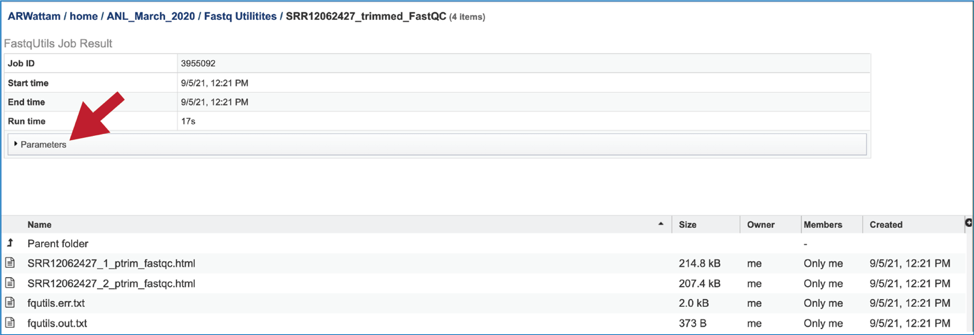 ARWattam / home / ANL_March_2020 / Fastq Utilitites / SRR12062427_trimmed_FastQC (4 items)
FastqUtils Job Result
Job ID 3955092
Start time 9/5/21, 12:21 PM
End time 9/5/21, 12:21 PM
Run time 17s
Parameters
Name Size Owner Members Created
Parent folder -
SRR12062427_1_ptrim_fastqc.html 214.8 kB me Only me 9/5/21, 12:21 PM
SRR12062427_2_ptrim_fastqc.html 207.4 kB me Only me 9/5/21, 12:21 PM
fqutils.err.txt 2.0 kB me Only me 9/5/21, 12:21 PM
fqutils.out.txt 373 B me Only me 9/5/21, 12:21 PM